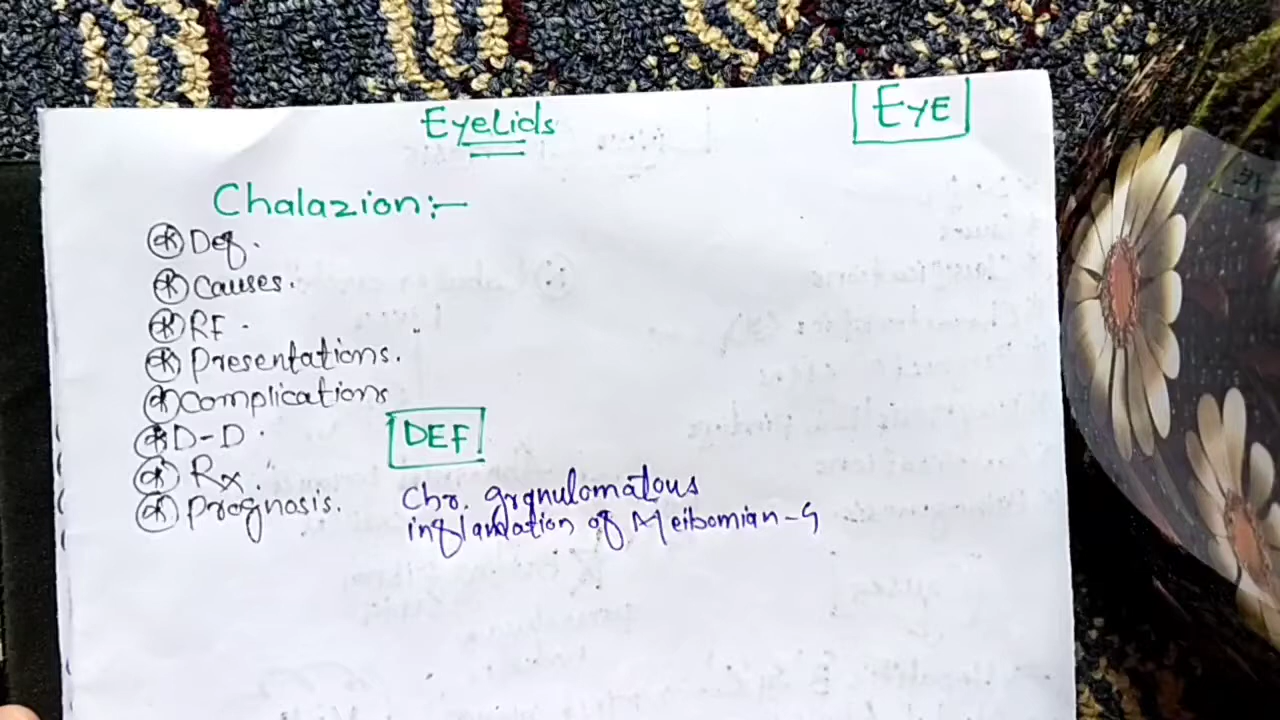 EyeLids
EYE
Chalazion:-
Def.
Causes.
RF.
Presentations.
Complications
D-D.
Rx.
Prognosis.
DEF
Chr. granulomatous
inflamation of Meibomian-G